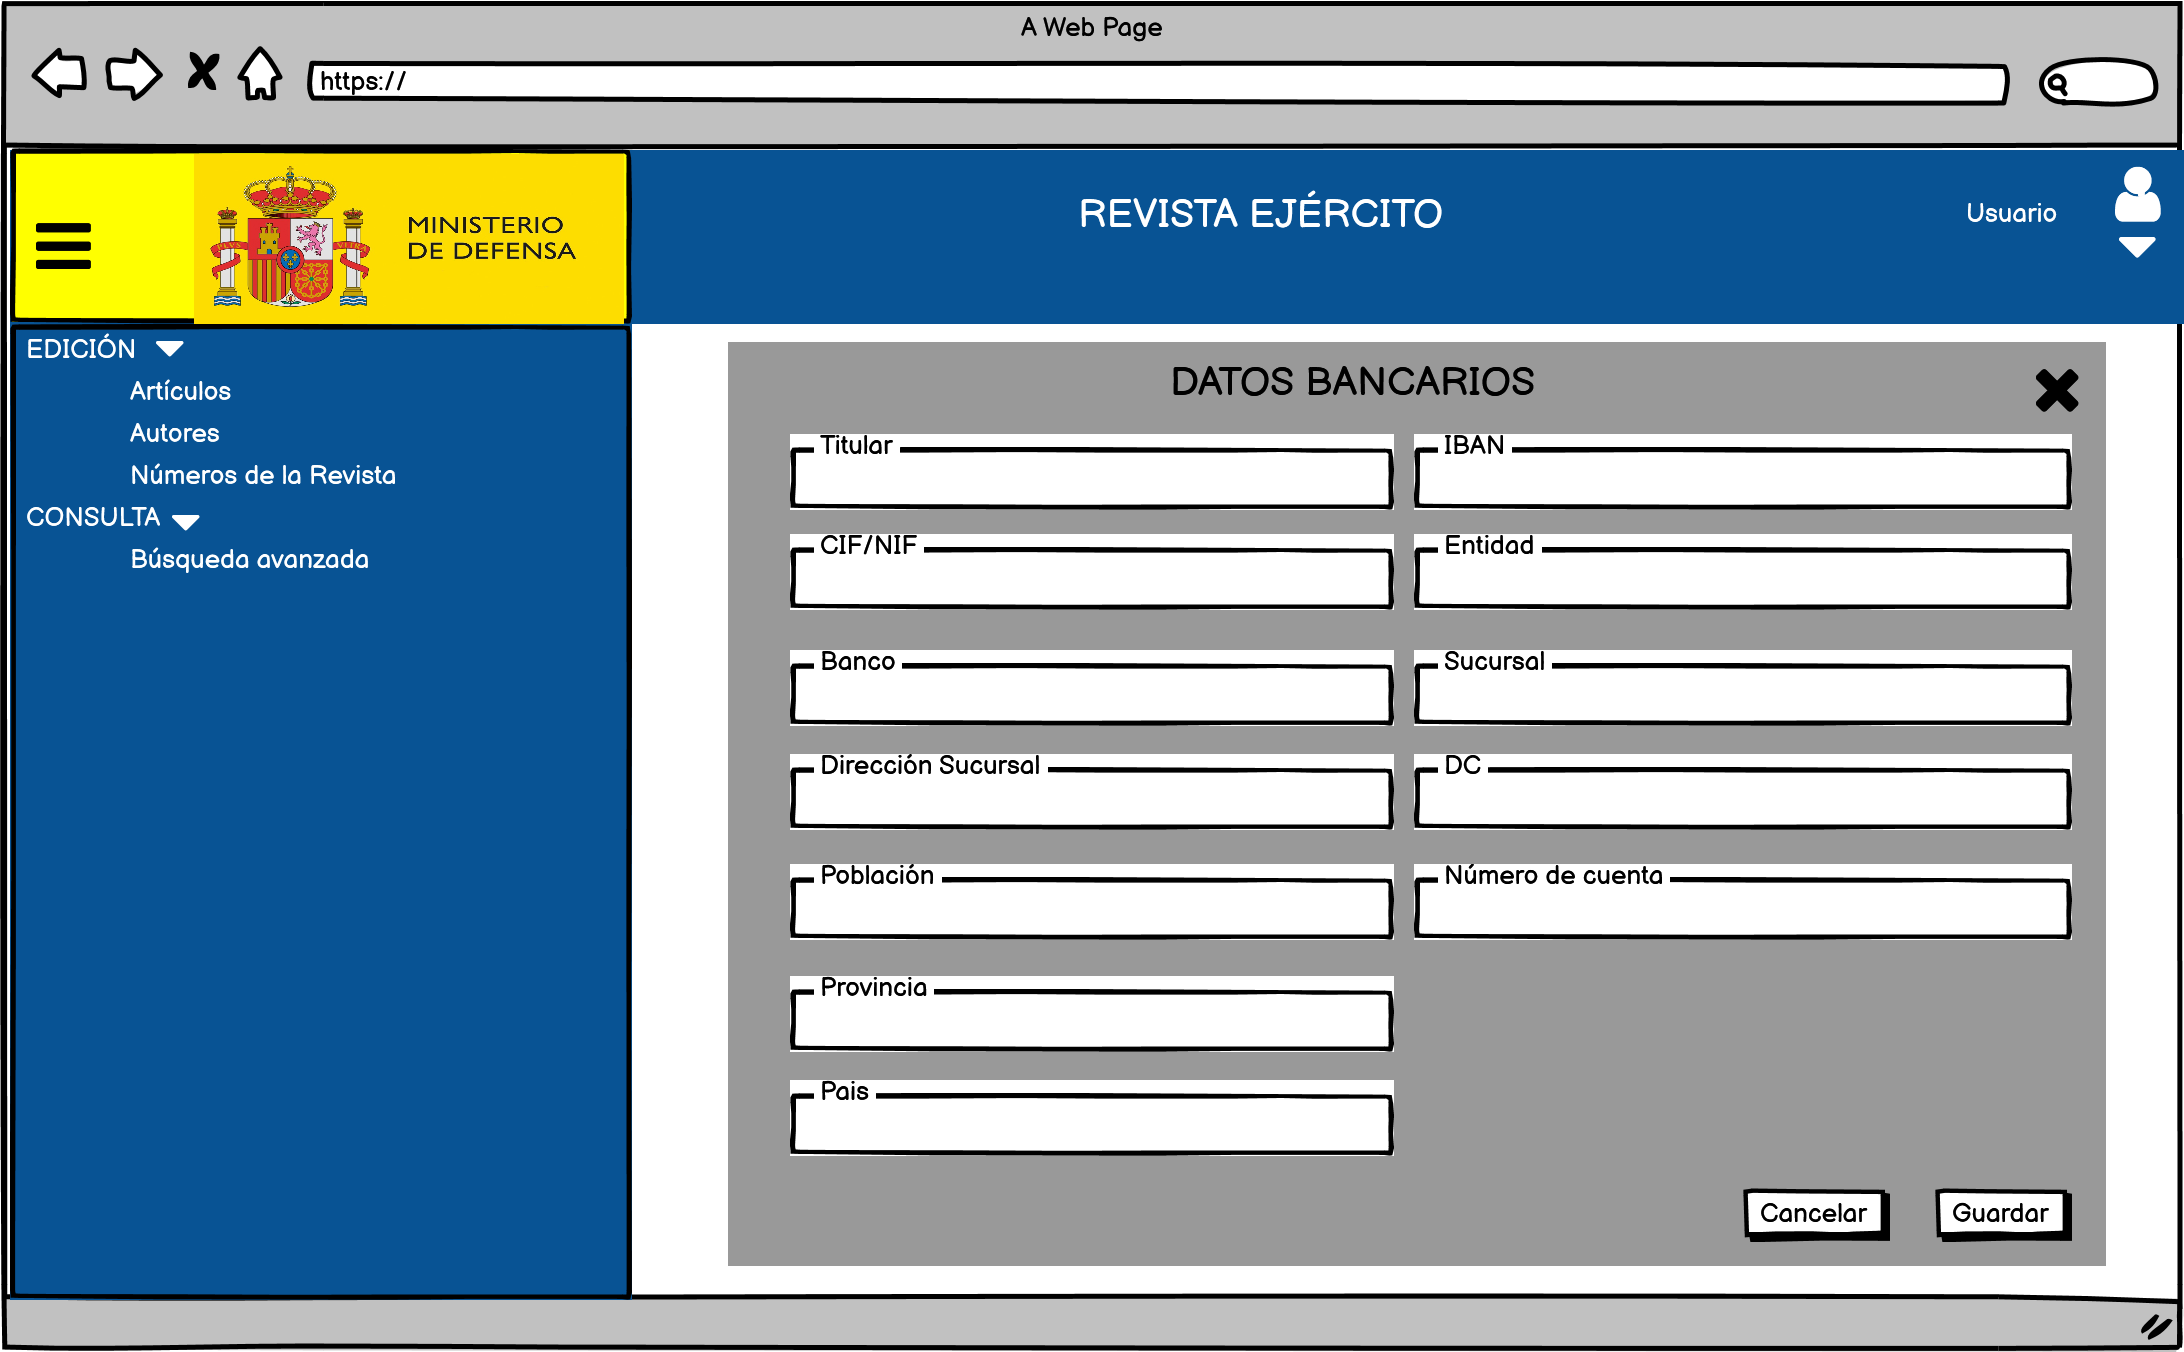 A Web Page
https://
MINISTERIO
DE DEFENSA
REVISTA EJÉRCITO
Usuario
EDICIÓN
Artículos
Autores
Números de la Revista
CONSULTA
Búsqueda avanzada
DATOS BANCARIOS
Titular
IBAN
CIF/NIF
Entidad
Banco
Sucursal
Dirección Sucursal
DC
Población
Número de cuenta
Provincia
Pais
Cancelar
Guardar